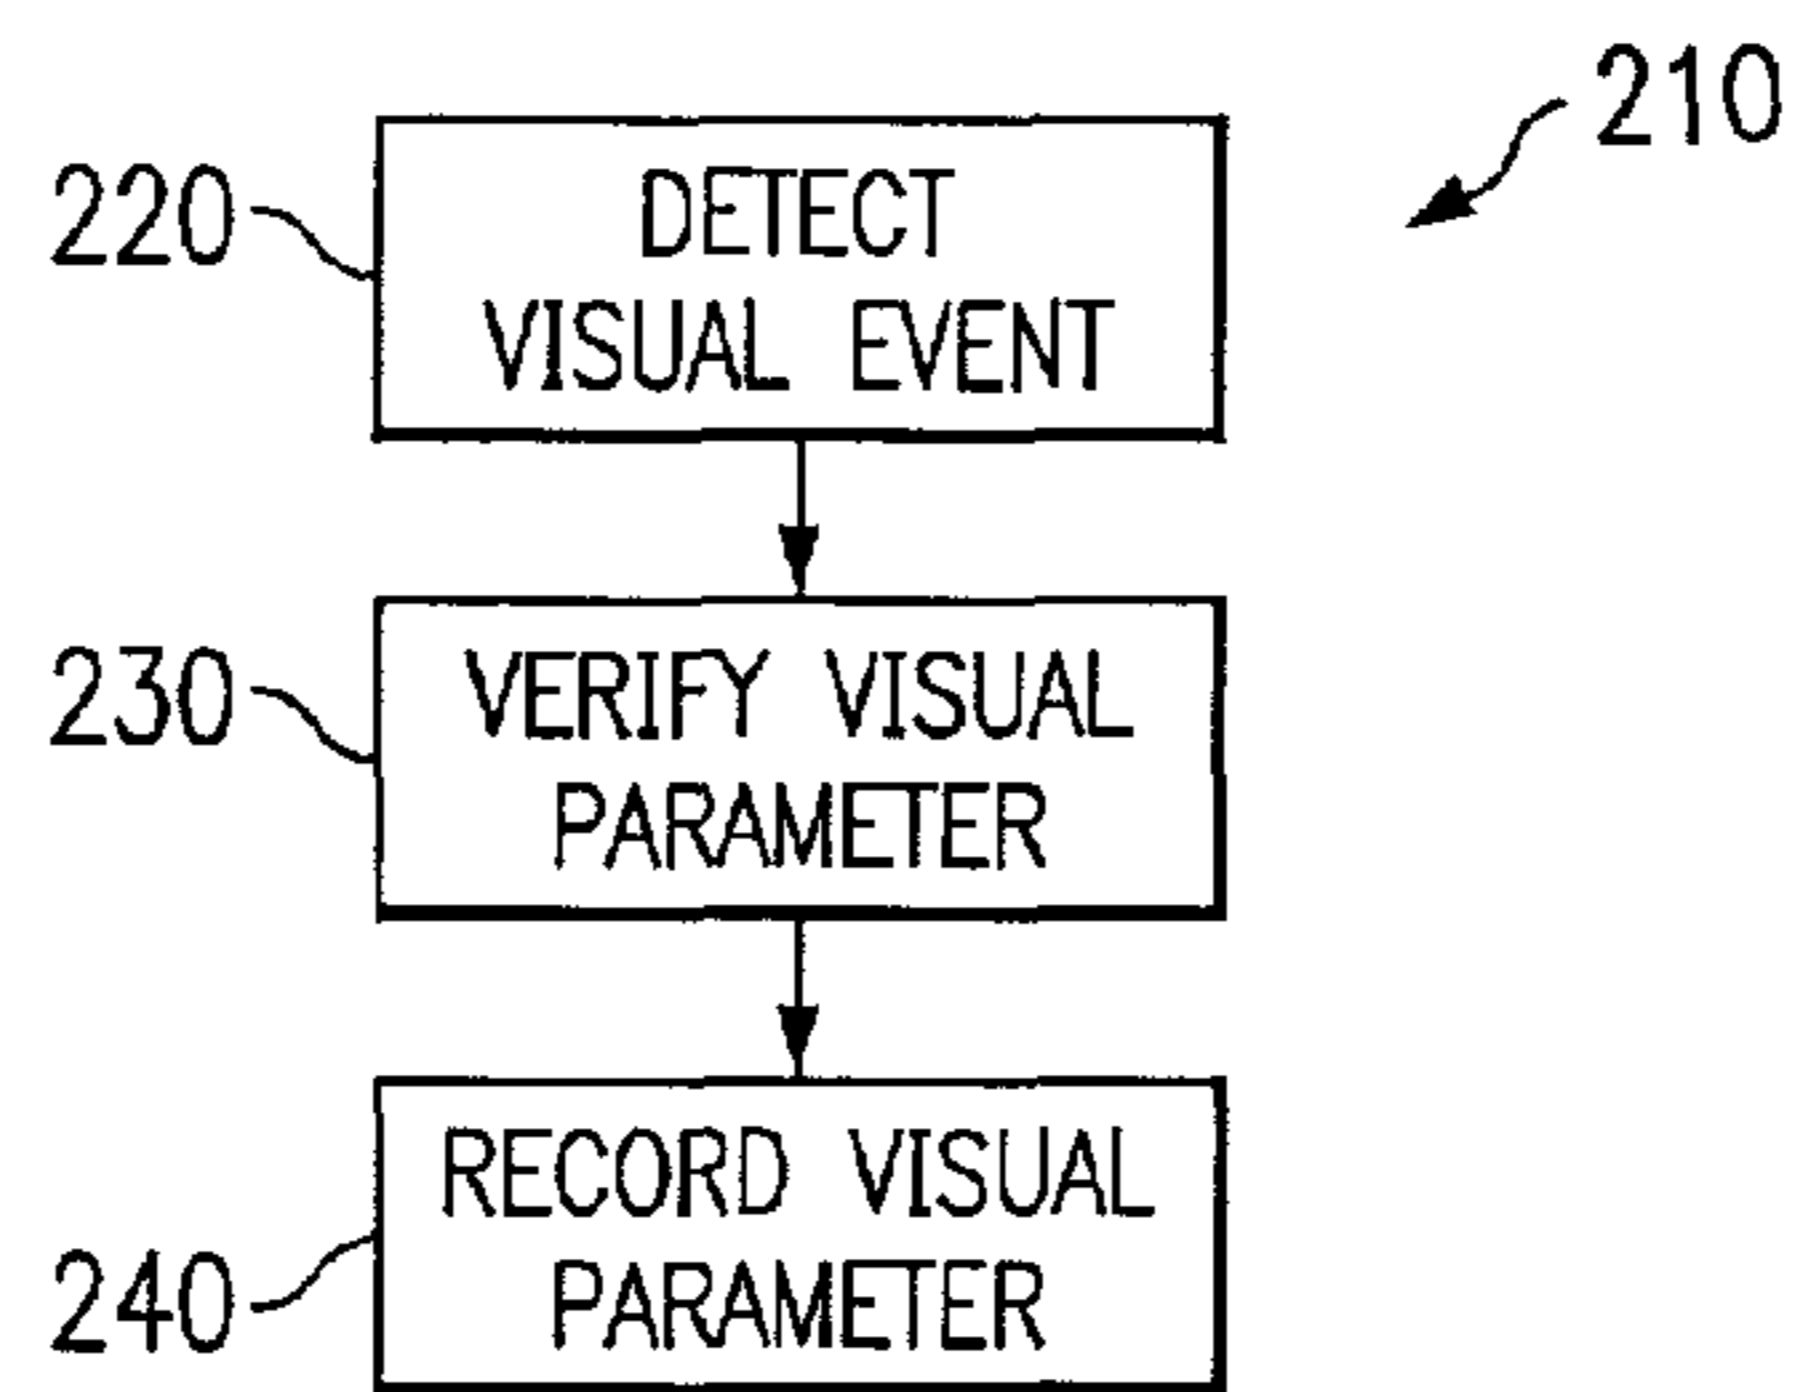 210
220
DETECT
VISUAL EVENT
230
VERIFY VISUAL
PARAMETER
RECORD VISUAL
240
PARAMETER